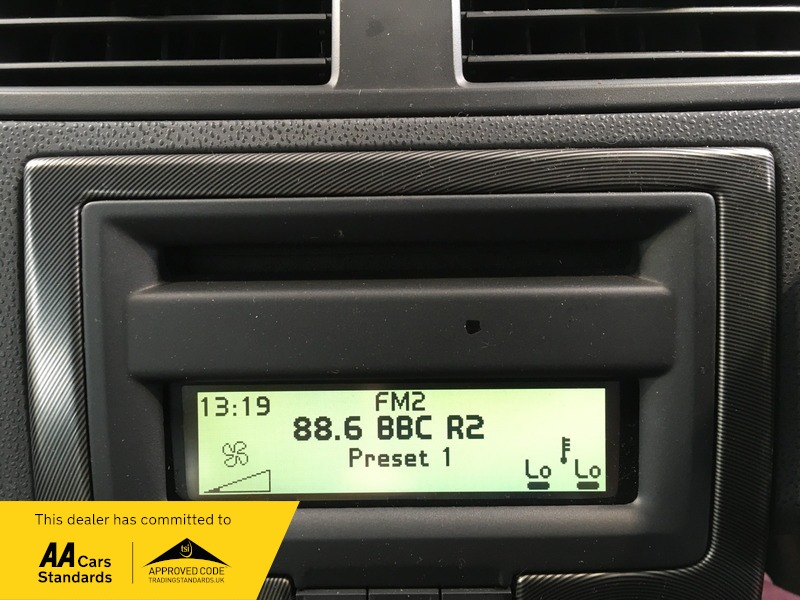 13:19
FM2
88.6 BBC R2
Preset 1
Lo Lo
This dealer has committed to
AA Cars
Standards
tsi
APPROVED CODE
TRADINGSTANDARDS.UK